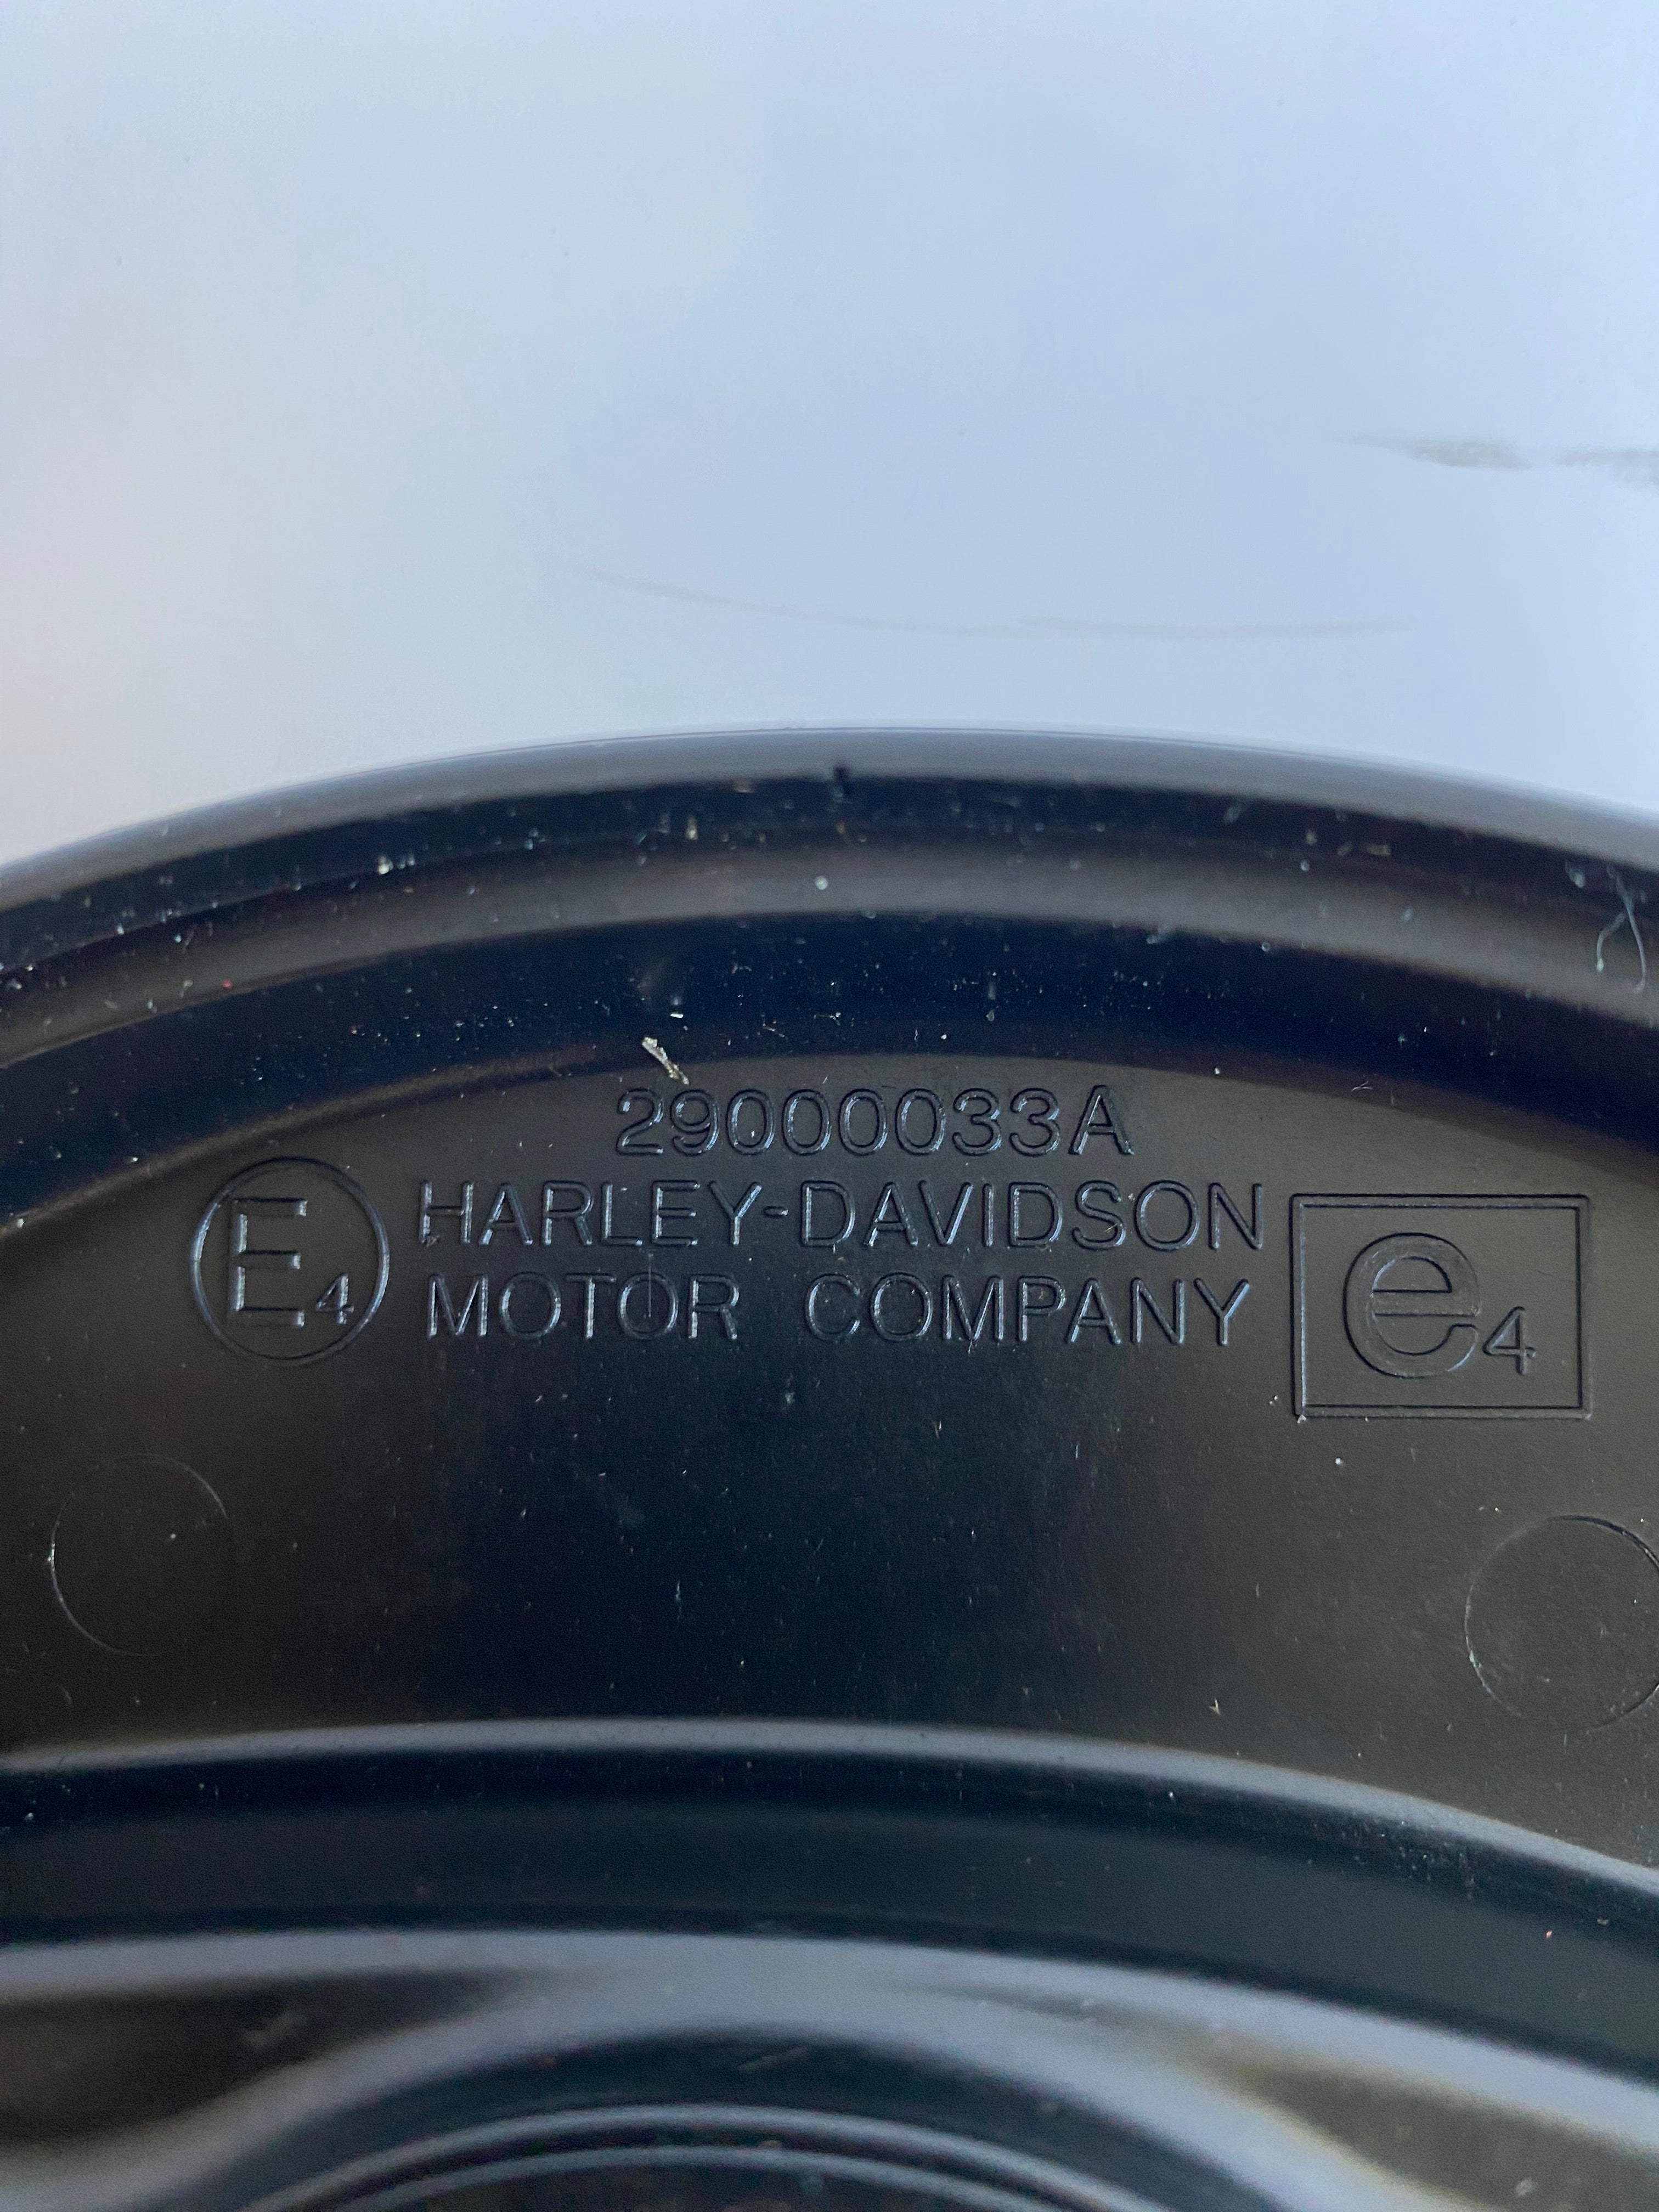 29000033A
E4 HARLEY-DAVIDSON e4
MOTOR COMPANY